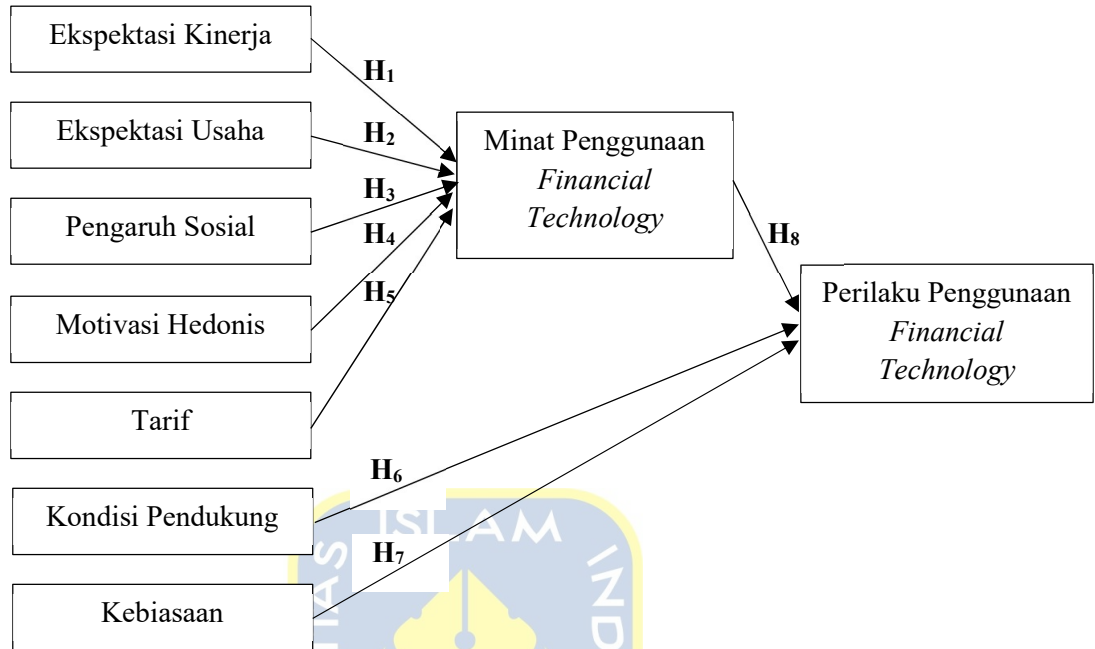 Ekspektasi Kinerja
H1
Ekspektasi Usaha
H2
Pengaruh Sosial
H3
Motivasi Hedonis
H4
Tarif
H5
Minat Penggunaan
Financial
Technology
H8
Perilaku Penggunaan
Financial
Technology
Kondisi Pendukung
H6
Kebiasaan
H7
ISLAM